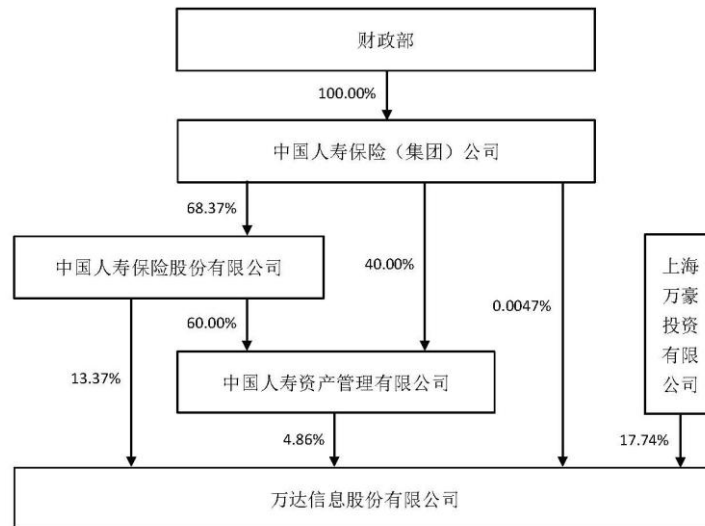 财政部
100.00%
中国人寿保险（集团）公司
68.37%
40.00%
0.0047%
中国人寿保险股份有限公司
上海
万豪
投资
有限
公司
60.00%
13.37%
中国人寿资产管理有限公司
4.86%
17.74%
万达信息股份有限公司